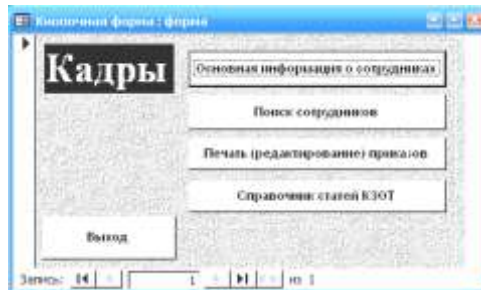 Кнопочная форма : форма
Кадры
Основная информация о сотрудниках
Поиск сотрудников
Печать (редактирование) приказов
Справочник статей КЗОТ
Выход
Запись: 1 из 1